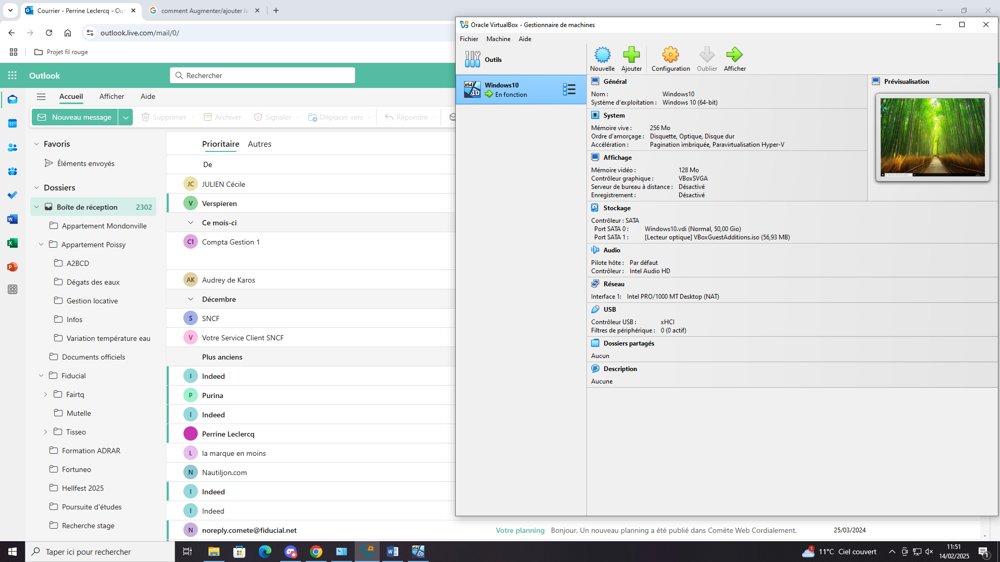 Courrier - Perrine Leclercq - Ou
comment Augmenter/ajouter la
outlook.live.com/mail/0/
Projet fil rouge
Outlook
Rechercher
Accueil
Afficher
Aide
Nouveau message
Supprimer
Archiver
Signaler
Déplacer vers
Répondre
Favoris
Éléments envoyés
Dossiers
Boîte de réception 2302
Appartement Mondonville
Appartement Poissy
A2BCD
Dégats des eaux
Gestion locative
Infos
Variation température eau
Documents officiels
Fiducial
Fairtq
Mutelle
Tisseo
Formation ADRAR
Fortuneo
Hellfest 2025
Poursuite d'études
Recherche stage
Prioritaire Autres
De
JC JULIEN Cécile
V Verspieren
Ce mois-ci
C1 Compta Gestion 1
AK Audrey de Karos
Décembre
S SNCF
V Votre Service Client SNCF
Plus anciens
I Indeed
P Purina
I Indeed
Perrine Leclercq
L la marque en moins
N Nautiljon.com
I Indeed
I Indeed
N noreply.comete@fiducial.net Votre planning Bonjour, Un nouveau planning a été publié dans Comète Web Cordialement. 25/03/2024
Oracle VirtualBox - Gestionnaire de machines
Fichier Machine Aide
Outils
Nouvelle Ajouter Configuration Oublier Afficher
x64
10
Windows10
En fonction
Général
Nom : Windows10
Système d'exploitation : Windows 10 (64-bit)
System
Mémoire vive : 256 Mo
Ordre d'amorçage : Disquette, Optique, Disque dur
Accélération : Pagination imbriquée, Paravirtualisation Hyper-V
Affichage
Mémoire vidéo : 128 Mo
Contrôleur graphique : VBoxSVGA
Serveur de bureau à distance : Désactivé
Enregistrement : Désactivé
Stockage
Contrôleur : SATA
Port SATA 0 : Windows10.vdi (Normal, 50,00 Gio)
Port SATA 1 : [Lecteur optique] VBoxGuestAdditions.iso (56,93 MB)
Audio
Pilote hôte : Par défaut
Contrôleur : Intel Audio HD
Réseau
Interface 1: Intel PRO/1000 MT Desktop (NAT)
USB
Contrôleur USB : xHCI
Filtres de périphérique : 0 (0 actif)
Dossiers partagés
Aucun
Description
Aucune
Prévisualisation
Taper ici pour rechercher
1
11°C Ciel couvert
11:51
14/02/2025
1